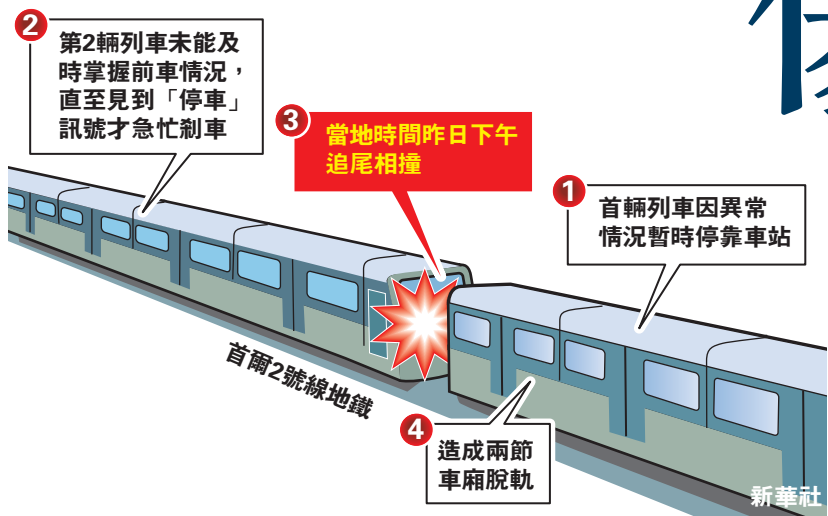 2
第2輛列車未能及
時掌握前車情況，
直至見到「停車」
訊號才急忙剎車
3
當地時間昨日下午
追尾相撞
1
首輛列車因異常
情況暫時停靠車站
首爾2號線地鐵
4
造成兩節
車廂脫軌
新華社